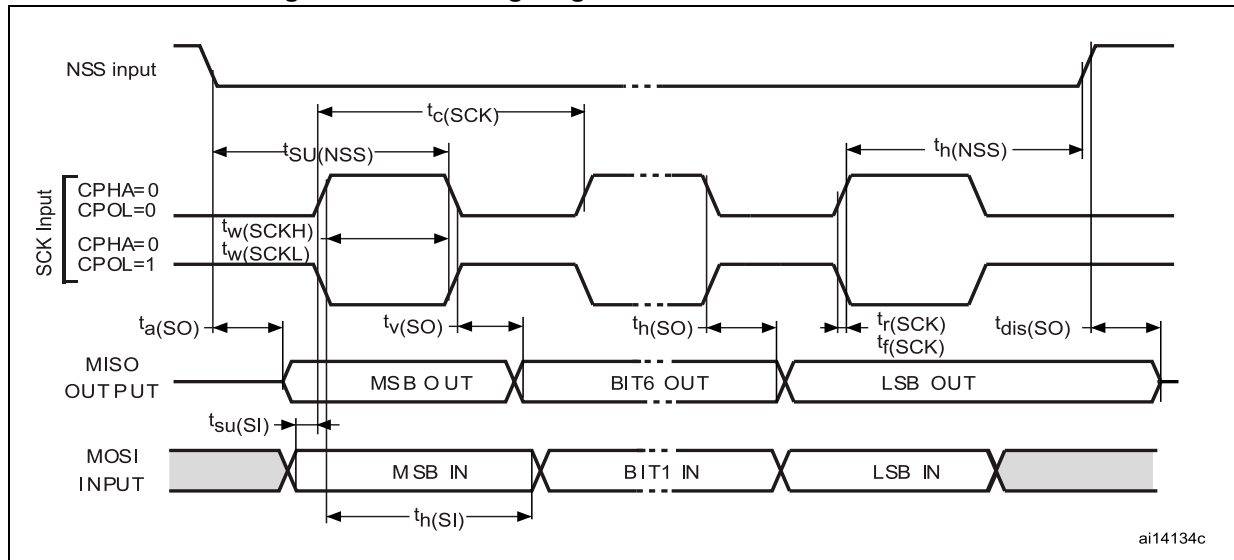 NSS input
tc(SCK)
tSU(NSS)
th(NSS)
SCK Input
CPHA=0
CPOL=0
CPHA=0
CPOL=1
tw(SCKH)
tw(SCKL)
ta(SO)
tv(SO)
th(SO)
tr(SCK)
tf(SCK)
tdis(SO)
MISO
OUTPUT
MSB OUT
BIT6 OUT
LSB OUT
tsu(SI)
MOSI
INPUT
MSB IN
BIT1 IN
LSB IN
th(SI)
ai14134c